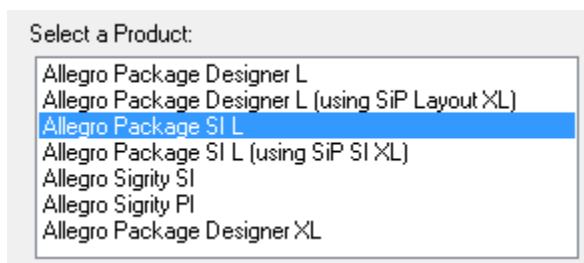 Select a Product:
Allegro Package Designer L
Allegro Package Designer L (using SiP Layout XL)
Allegro Package SI L
Allegro Package SI L (using SiP SI XL)
Allegro Sigrity SI
Allegro Sigrity PI
Allegro Package Designer XL